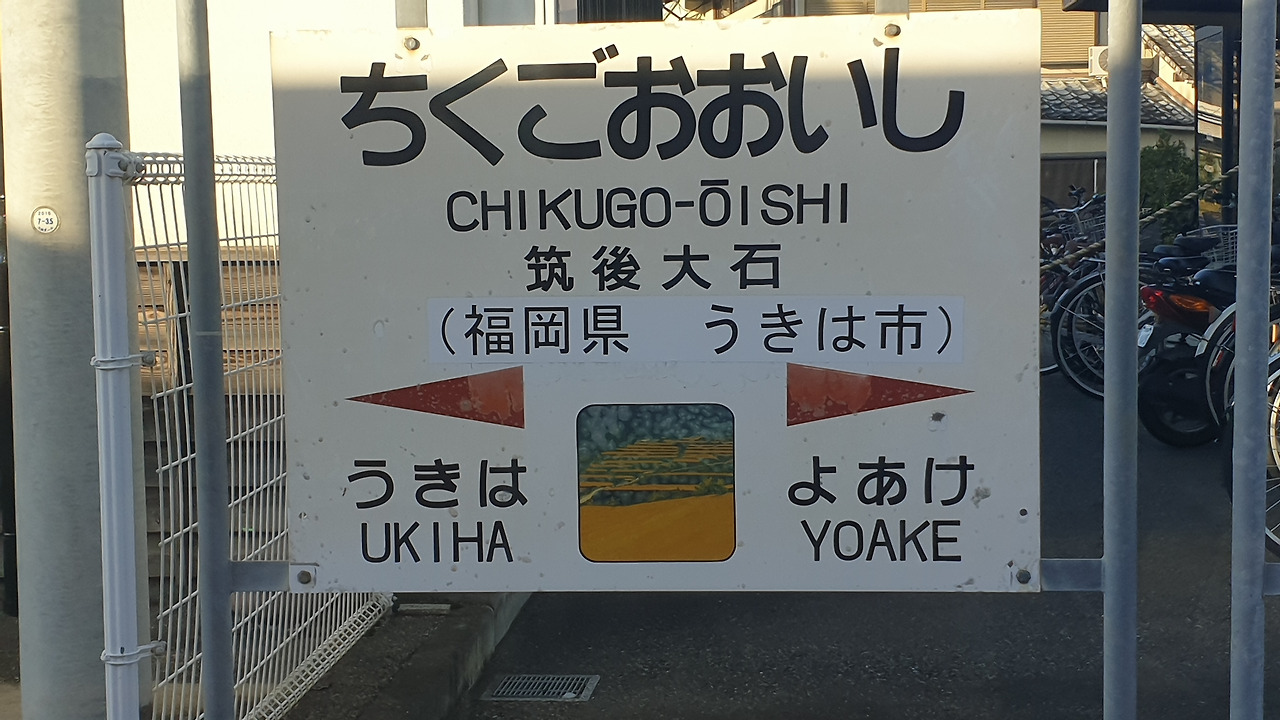 ちくごおおいし
CHIKUGO-ŌISHI
筑後大石
（福岡県　うきは市）
うきは よあけ
UKIHA YOAKE